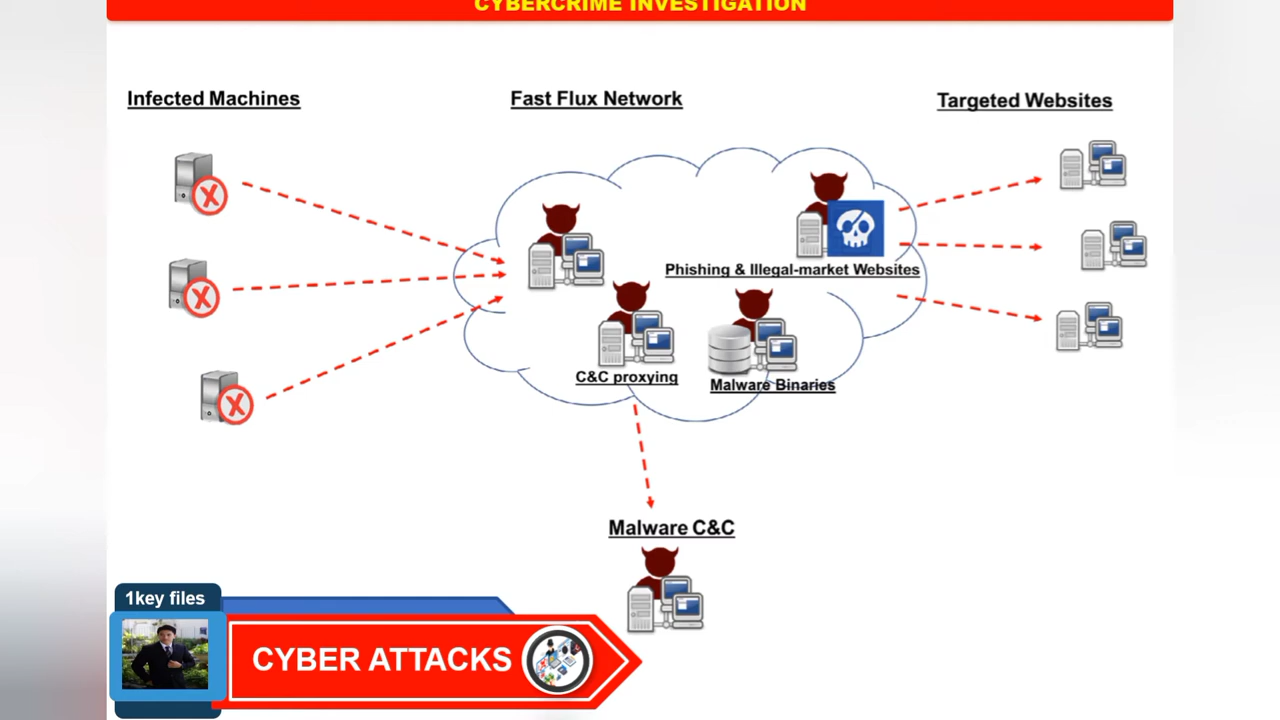 CYBERCRIME INVESTIGATION
Infected Machines
Fast Flux Network
Targeted Websites
Phishing & Illegal-market Websites
C&C proxying
Malware Binaries
Malware C&C
1key files
CYBER ATTACKS